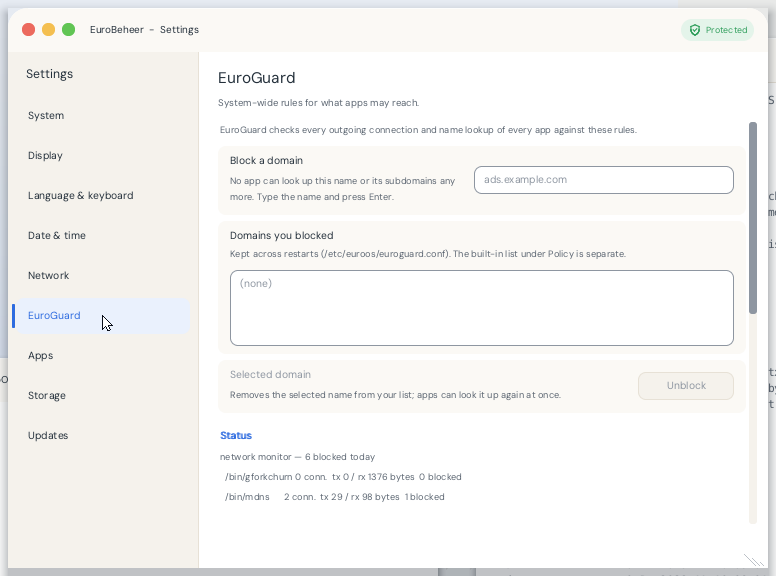 EuroBeheer - Settings
Protected
Settings
System
Display
Language & keyboard
Date & time
Network
EuroGuard
Apps
Storage
Updates
EuroGuard
System-wide rules for what apps may reach.
EuroGuard checks every outgoing connection and name lookup of every app against these rules.
Block a domain
No app can look up this name or its subdomains any
more. Type the name and press Enter.
ads.example.com
Domains you blocked
Kept across restarts (/etc/euroos/euroguard.conf). The built-in list under Policy is separate.
(none)
Selected domain
Removes the selected name from your list; apps can look it up again at once.
Unblock
Status
network monitor — 6 blocked today
/bin/gforkchurn 0 conn. tx 0 / rx 1376 bytes 0 blocked
/bin/mdns 2 conn. tx 29 / rx 98 bytes 1 blocked